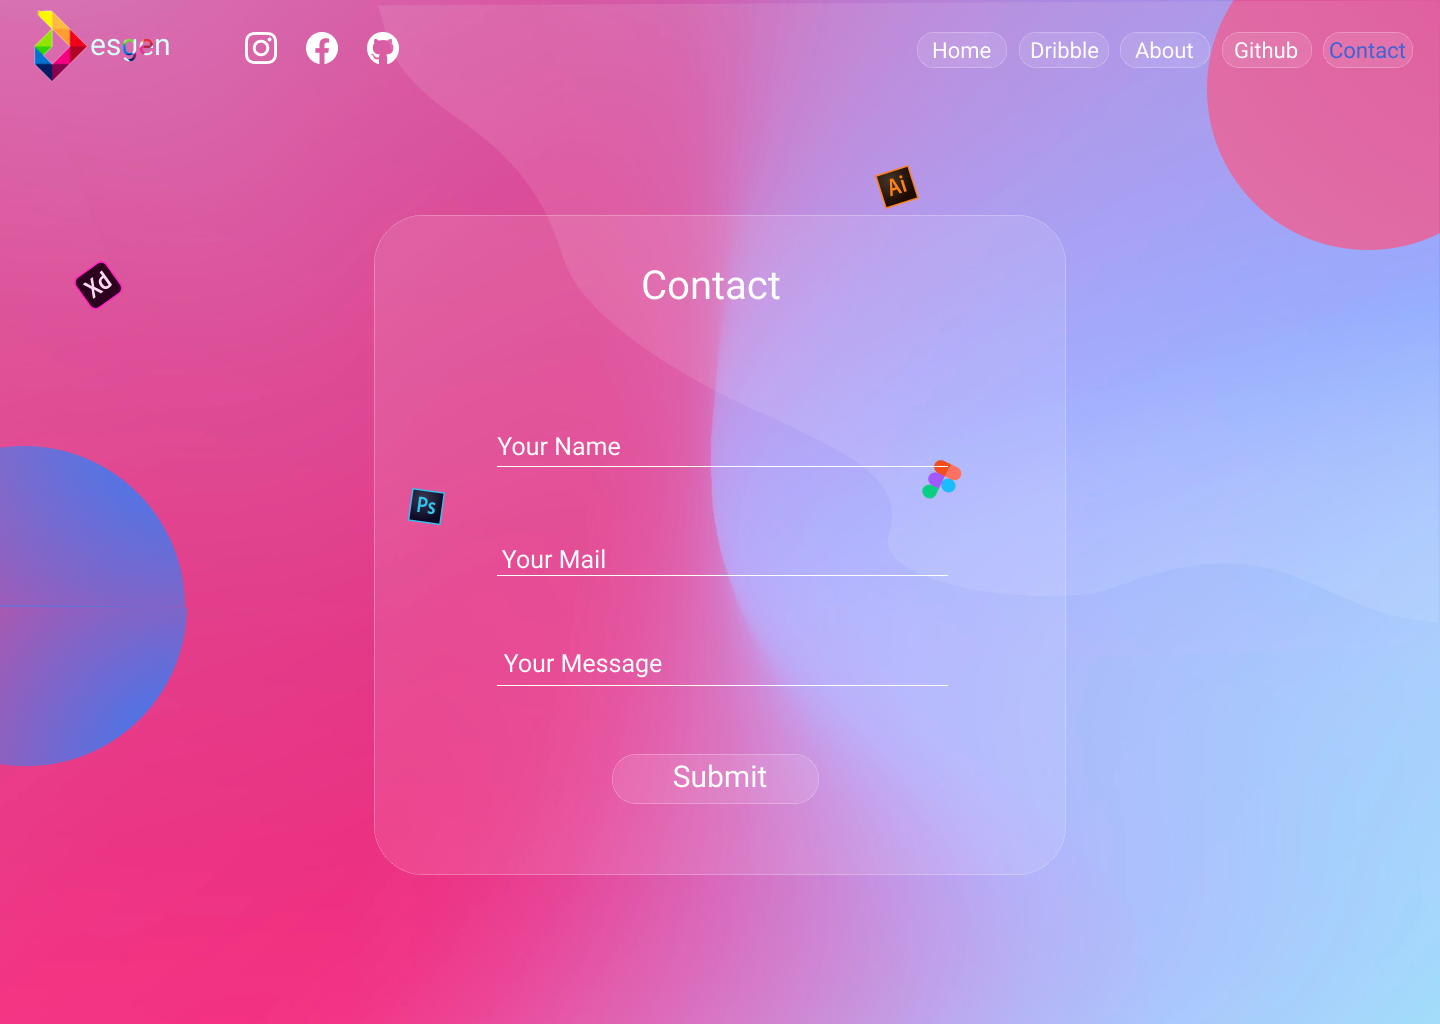 esgen
Home Dribble About Github Contact
Ai
Xd
Contact
Your Name
Ps
Your Mail
Your Message
Submit